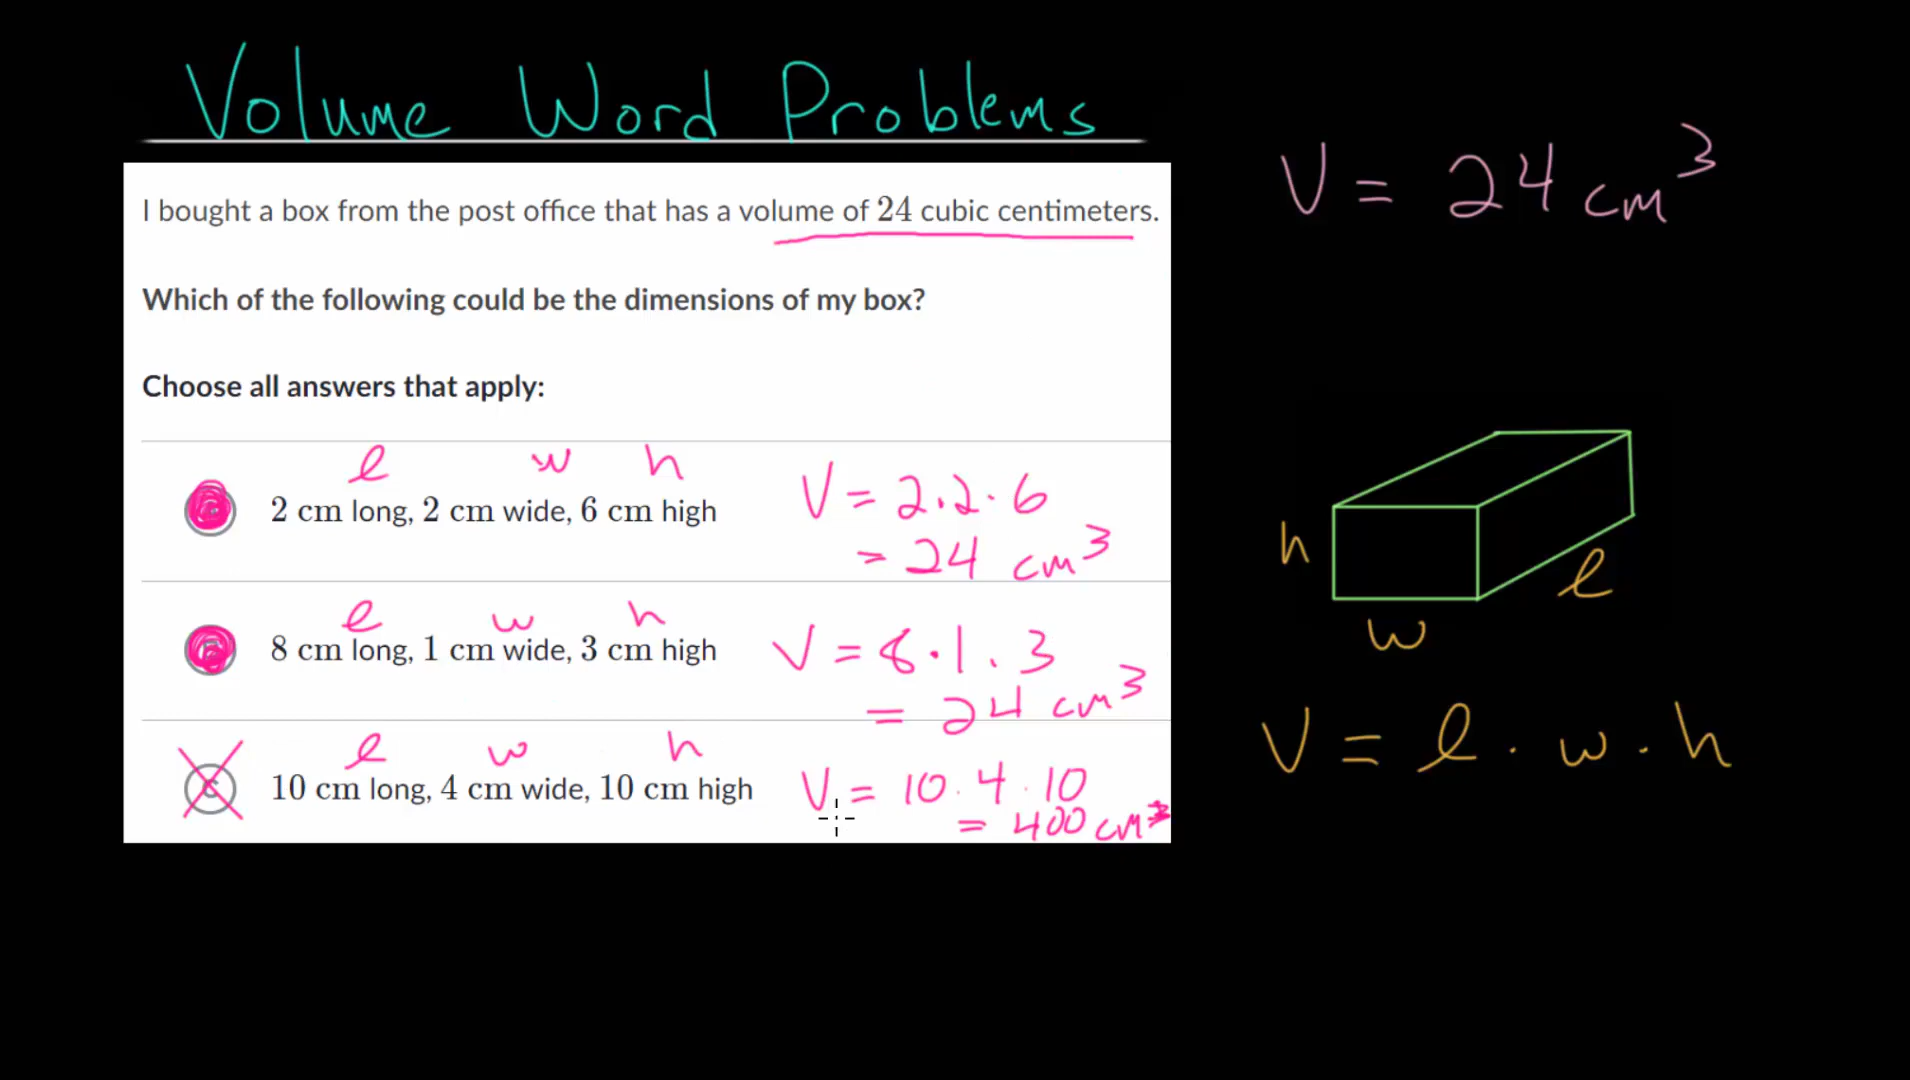 Volume Word Problems
V = 24 cm³
I bought a box from the post office that has a volume of 24 cubic centimeters.
Which of the following could be the dimensions of my box?
Choose all answers that apply:
l w h
2 cm long, 2 cm wide, 6 cm high
V = 2·2·6
= 24 cm³
l w h
8 cm long, 1 cm wide, 3 cm high
V = 8·1·3
= 24 cm³
l w h
C 10 cm long, 4 cm wide, 10 cm high
V = 10·4·10
= 400 cm³
h
l
w
V = l · w · h